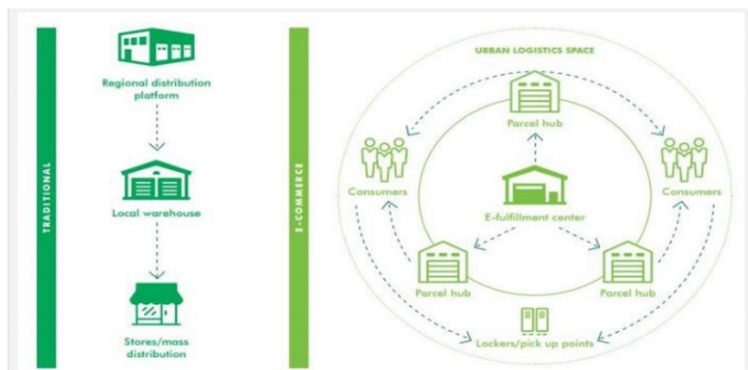 TRADITIONAL
Regional distribution
platform
Local warehouse
Stores/mass
distribution
E-COMMERCE
URBAN LOGISTICS SPACE
Parcel hub
Consumers
Consumers
E-fulfillment center
Parcel hub
Parcel hub
Lockers/pick up points